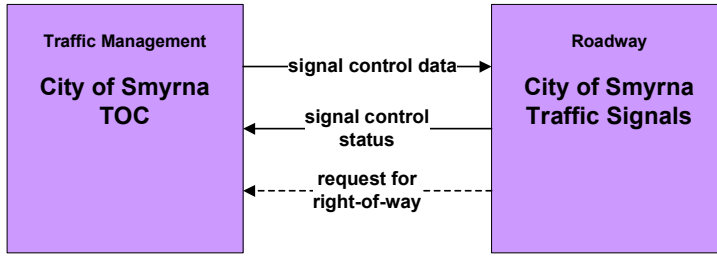 Traffic Management
City of Smyrna
TOC
signal control data
signal control
status
request for
right-of-way
Roadway
City of Smyrna
Traffic Signals